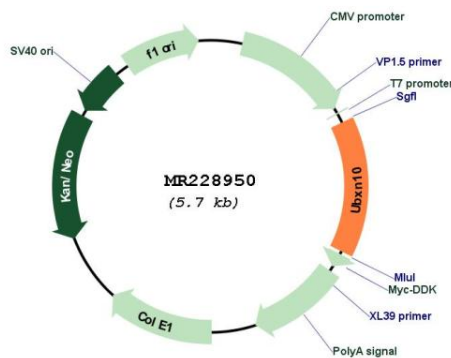 CMV promoter
f1 ori
SV40 ori
VP1.5 primer
T7 promoter
SgfI
Kan/Neo
MR228950
(5.7 kb)
Ubxn10
MluI
Myc-DDK
XL39 primer
Col E1
PolyA signal